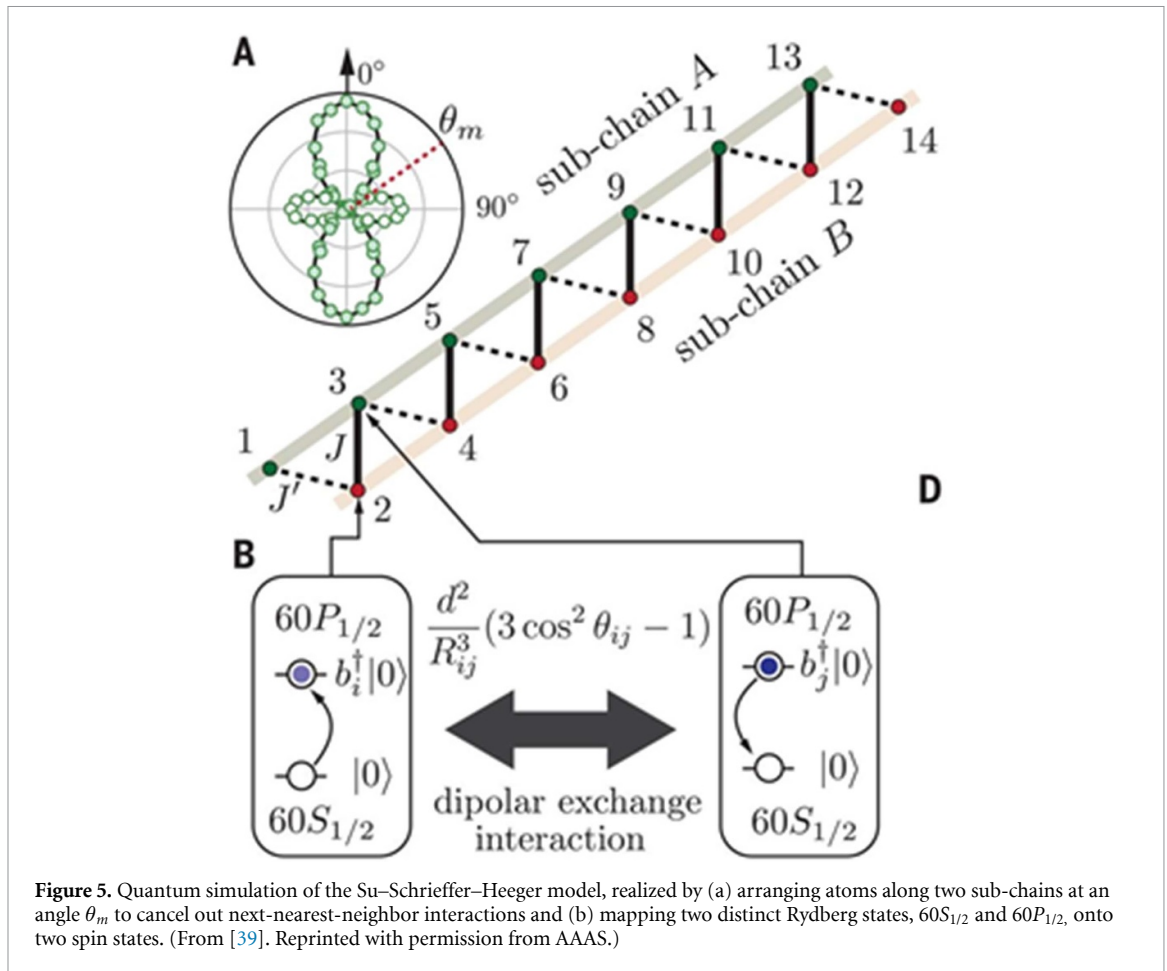 A
0°
θm
90°
sub-chain A
sub-chain B
1
2
3
4
5
6
7
8
9
10
11
12
13
14
J
J′
D
B
60P1/2
b†i|0⟩
|0⟩
60S1/2
d²/R³ij (3 cos² θij − 1)
dipolar exchange
interaction
60P1/2
b†j|0⟩
|0⟩
60S1/2
Figure 5. Quantum simulation of the Su–Schrieffer–Heeger model, realized by (a) arranging atoms along two sub-chains at an
angle θm to cancel out next-nearest-neighbor interactions and (b) mapping two distinct Rydberg states, 60S1/2 and 60P1/2, onto
two spin states. (From [39]. Reprinted with permission from AAAS.)